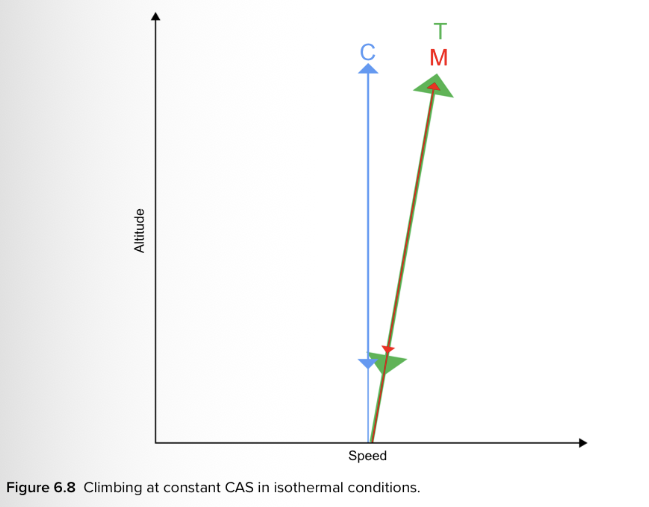 T
C
M
Altitude
Speed
Figure 6.8 Climbing at constant CAS in isothermal conditions.